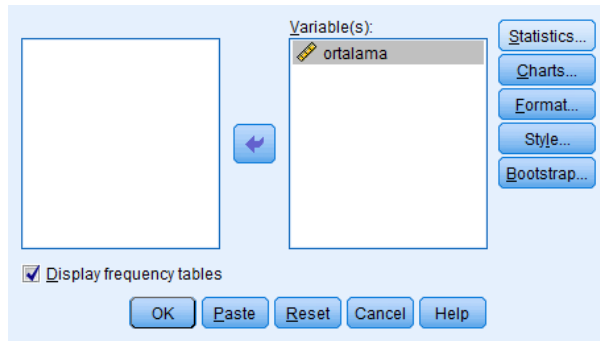 Variable(s):
ortalama
Statistics...
Charts...
Format...
Style...
Bootstrap...
Display frequency tables
OK
Paste
Reset
Cancel
Help